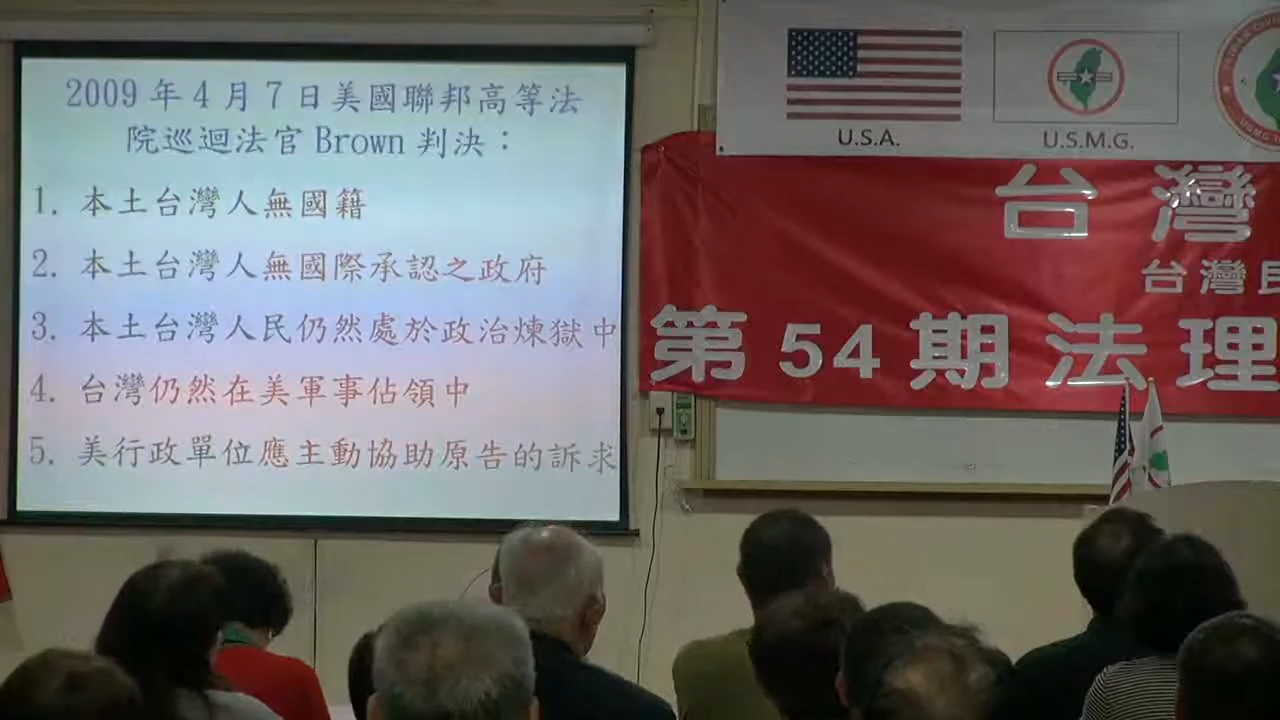 2009 年 4 月 7 日美國聯邦高等法
院巡迴法官 Brown 判決：
1. 本土台灣人無國籍
2. 本土台灣人無國際承認之政府
3. 本土台灣人民仍然處於政治煉獄中
4. 台灣仍然在美軍事佔領中
5. 美行政單位應主動協助原告的訴求
U.S.A.
U.S.M.G.
台灣
台灣民
第 54 期法理